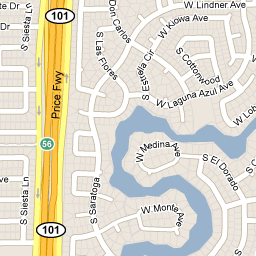 W Lindner Ave
101
Don Carlos
W Kiowa Ave
S Siesta Ln
Price Fwy
S Las Flores
S Estrella Cir
S Cottonwood
W Laguna Azul Ave
W Lob
56
W Medina Ave
S El Dorado
S Siesta Ln
S Saratoga
W Monte Ave
101